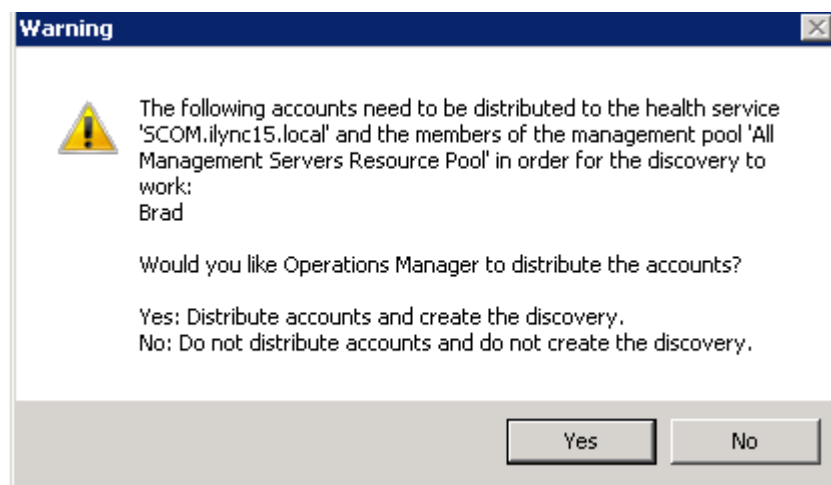 Warning
The following accounts need to be distributed to the health service
'SCOM.ilync15.local' and the members of the management pool 'All
Management Servers Resource Pool' in order for the discovery to
work:
Brad
Would you like Operations Manager to distribute the accounts?
Yes: Distribute accounts and create the discovery.
No: Do not distribute accounts and do not create the discovery.
Yes
No